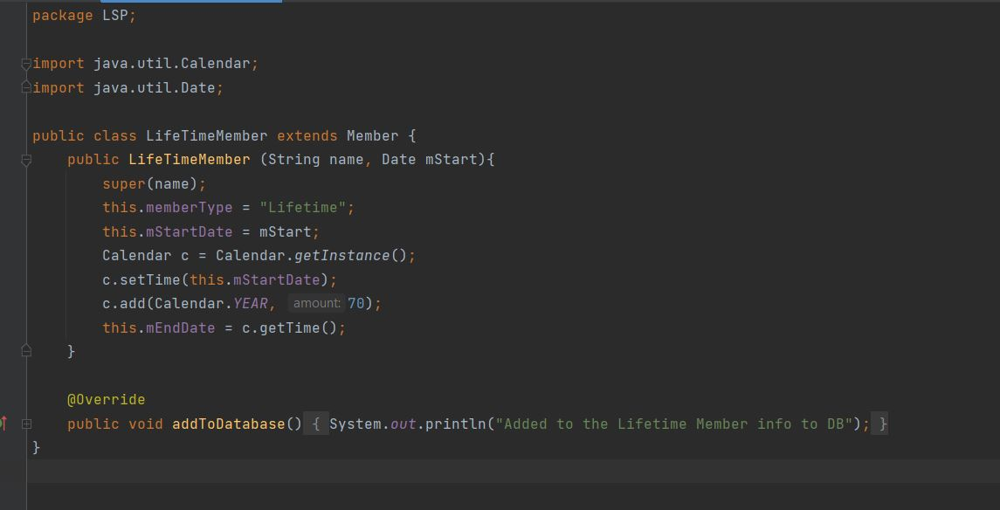 package LSP;
import java.util.Calendar;
import java.util.Date;
public class LifeTimeMember extends Member {
public LifeTimeMember (String name, Date mStart){
super(name);
this.memberType = "Lifetime";
this.mStartDate = mStart;
Calendar c = Calendar.getInstance();
c.setTime(this.mStartDate);
c.add(Calendar.YEAR, amount: 70);
this.mEndDate = c.getTime();
}
@Override
public void addToDatabase() { System.out.println("Added to the Lifetime Member info to DB"); }
}